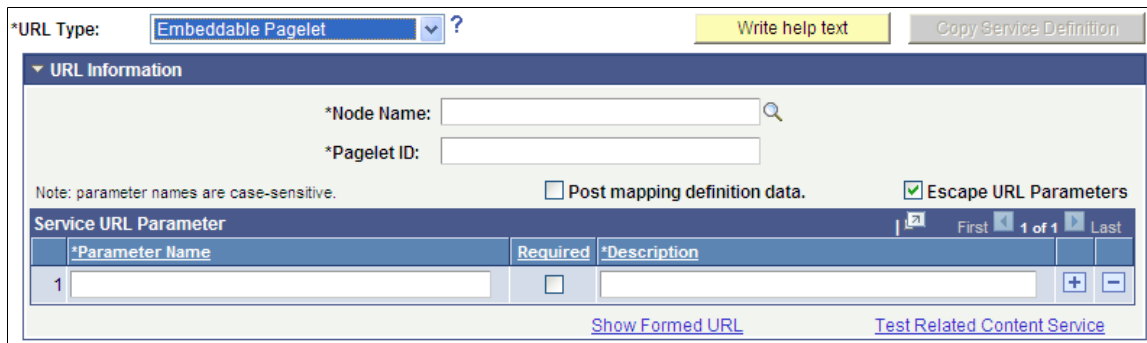 *URL Type: Embeddable Pagelet ? Write help text Copy Service Definition
URL Information
*Node Name:
*Pagelet ID:
Note: parameter names are case-sensitive. Post mapping definition data. Escape URL Parameters
Service URL Parameter | First 1 of 1 Last
*Parameter Name Required *Description
1
Show Formed URL Test Related Content Service